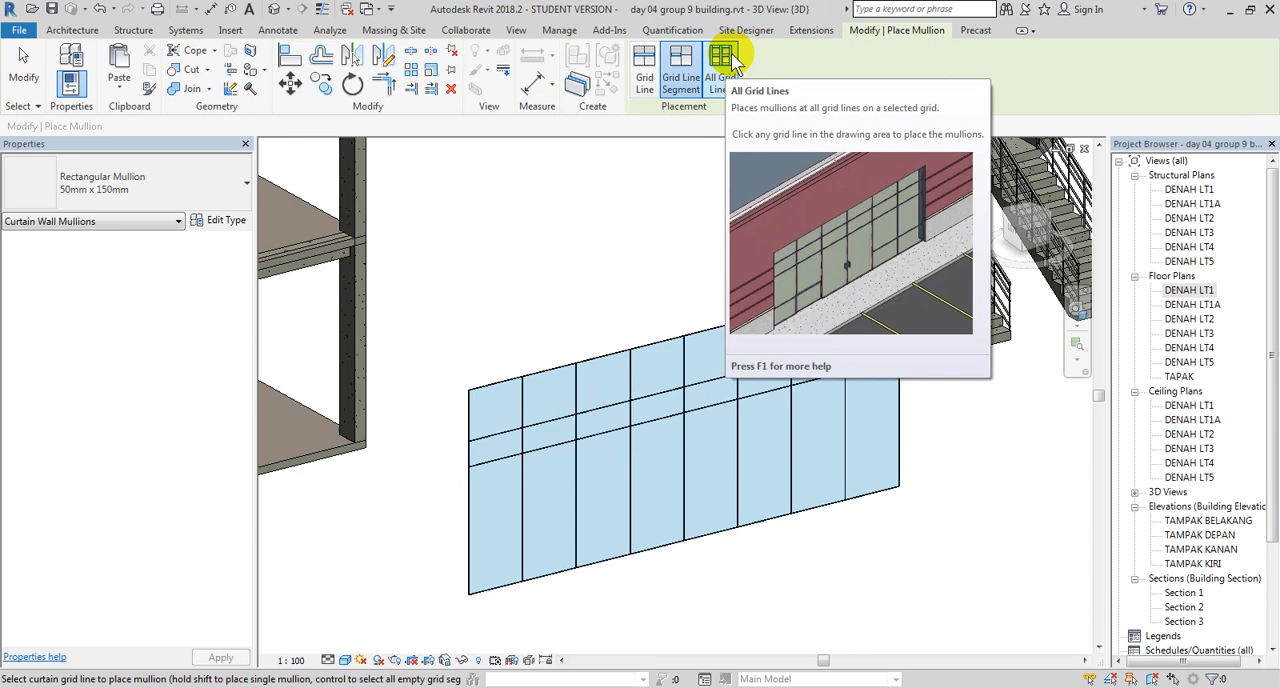 Autodesk Revit 2018.2 - STUDENT VERSION - day 04 group 9 building.rvt - 3D View: {3D}
Type a keyword or phrase
Sign In
File Architecture Structure Systems Insert Annotate Analyze Massing & Site Collaborate View Manage Add-Ins Quantification Site Designer Extensions Modify | Place Mullion Precast
Modify
Paste
Cope
Cut
Join
Grid Line
Grid Line Segment
All Grid
Select Properties Clipboard Geometry Modify View Measure Create Placement
Modify | Place Mullion
All Grid Lines
Places mullions at all grid lines on a selected grid.
Click any grid line in the drawing area to place the mullions.
Press F1 for more help
Properties
Rectangular Mullion
50mm x 150mm
Curtain Wall Mullions
Edit Type
Properties help
Apply
Project Browser - day 04 group 9 b...
Views (all)
Structural Plans
DENAH LT1
DENAH LT1A
DENAH LT2
DENAH LT3
DENAH LT4
DENAH LT5
Floor Plans
DENAH LT1
DENAH LT1A
DENAH LT2
DENAH LT3
DENAH LT4
DENAH LT5
TAPAK
Ceiling Plans
DENAH LT1
DENAH LT1A
DENAH LT2
DENAH LT3
DENAH LT4
DENAH LT5
3D Views
Elevations (Building Elevatic
TAMPAK BELAKANG
TAMPAK DEPAN
TAMPAK KANAN
TAMPAK KIRI
Sections (Building Section)
Section 1
Section 2
Section 3
Legends
Schedules/Quantities (all)
1 : 100
Select curtain grid line to place mullion (hold shift to place single mullion, control to select all empty grid seg
:0
Main Model
:0